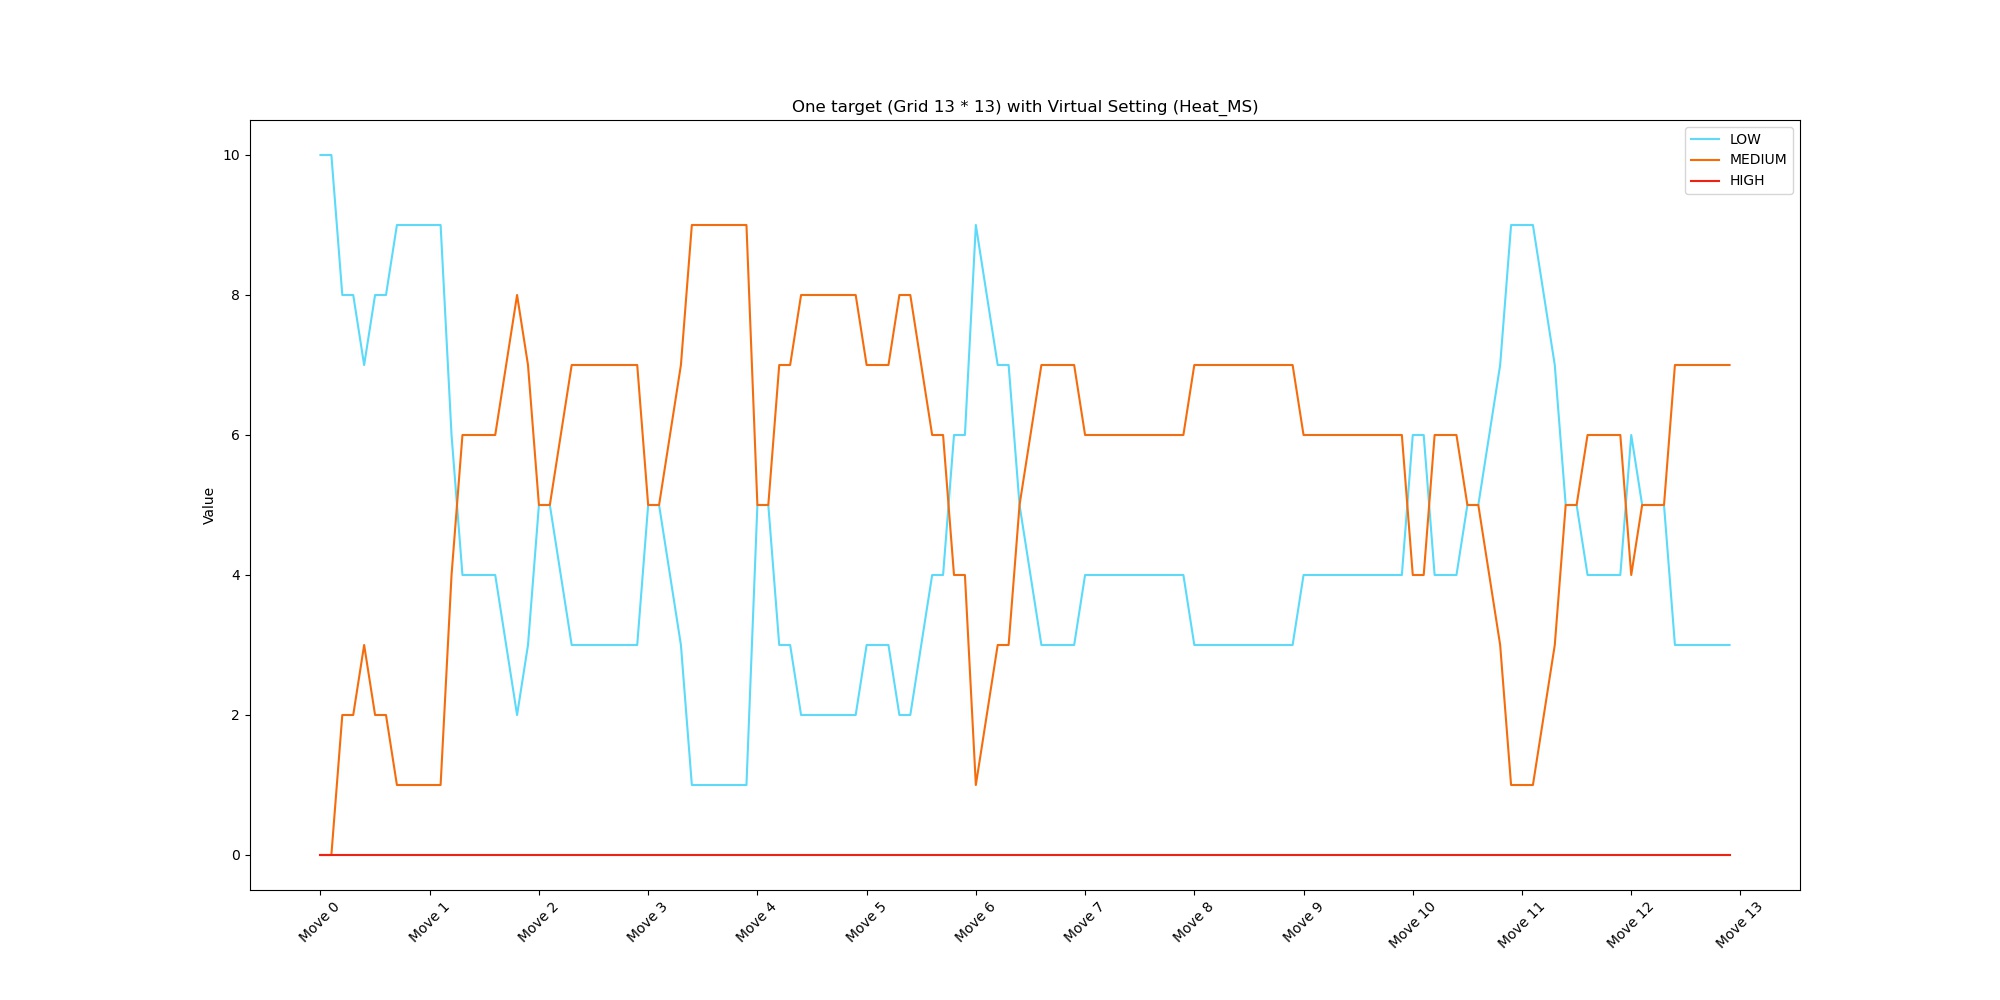 One target (Grid 13 * 13) with Virtual Setting (Heat_MS)
LOW
MEDIUM
HIGH
10
8
6
4
2
0
Value
Move 0
Move 1
Move 2
Move 3
Move 4
Move 5
Move 6
Move 7
Move 8
Move 9
Move 10
Move 11
Move 12
Move 13